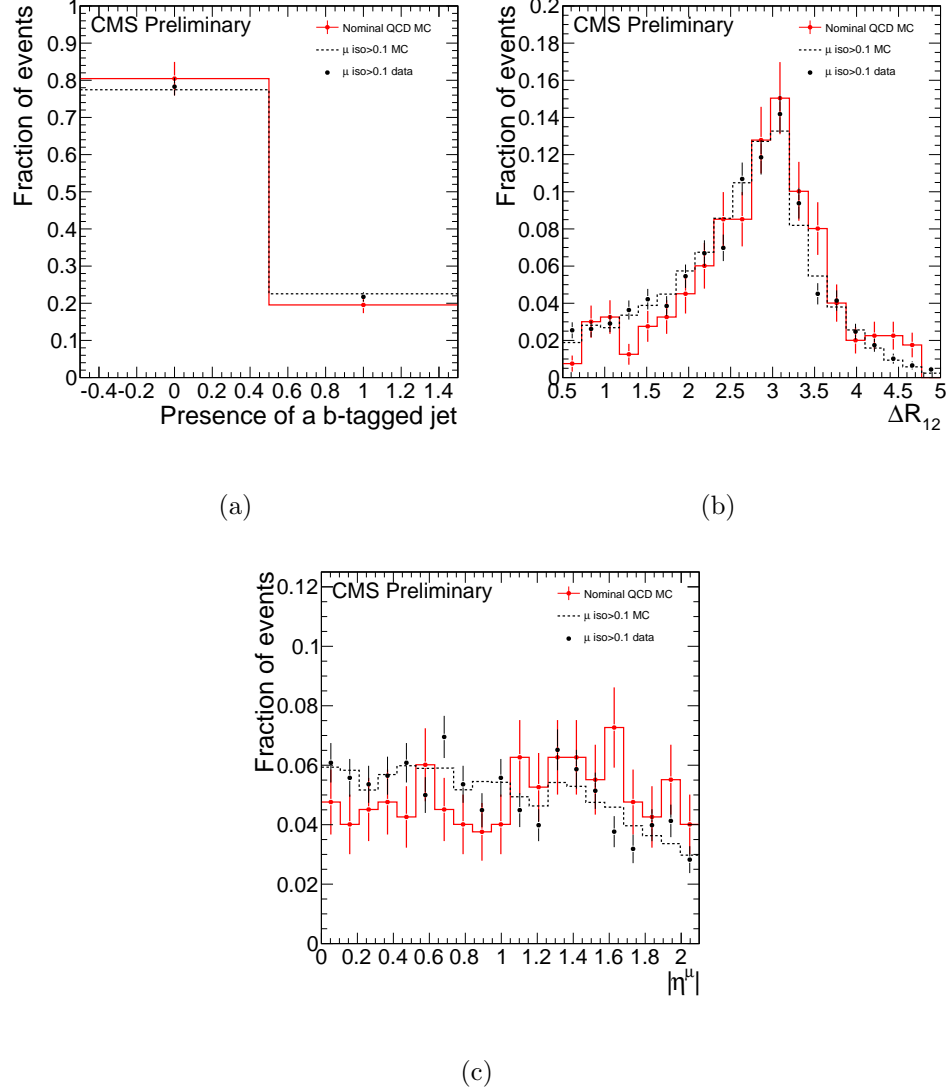 CMS Preliminary
Nominal QCD MC
μ iso>0.1 MC
μ iso>0.1 data
Fraction of events
1
0.9
0.8
0.7
0.6
0.5
0.4
0.3
0.2
0.1
0
-0.4-0.2 0 0.2 0.4 0.6 0.8 1 1.2 1.4
Presence of a b-tagged jet
(a)
CMS Preliminary
Nominal QCD MC
μ iso>0.1 MC
μ iso>0.1 data
Fraction of events
0.2
0.18
0.16
0.14
0.12
0.1
0.08
0.06
0.04
0.02
0
0.5 1 1.5 2 2.5 3 3.5 4 4.5 5
ΔR12
(b)
CMS Preliminary
Nominal QCD MC
μ iso>0.1 MC
μ iso>0.1 data
Fraction of events
0.12
0.1
0.08
0.06
0.04
0.02
0
0 0.2 0.4 0.6 0.8 1 1.2 1.4 1.6 1.8 2
|η^μ|
(c)